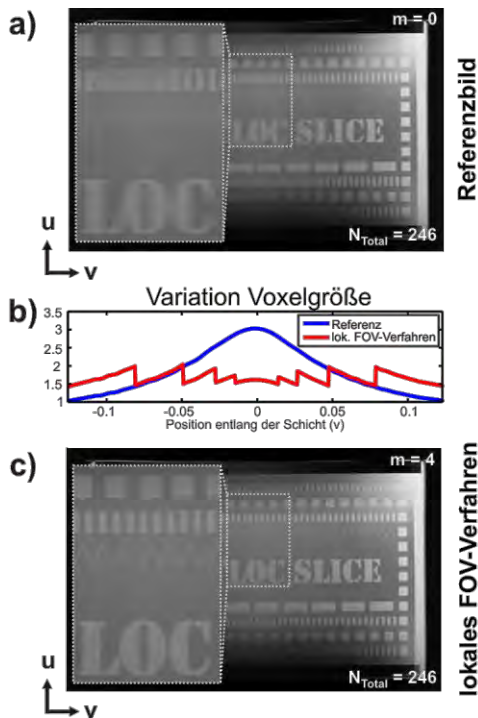 a)
m = 0
LOC
LOC SLICE
N_Total = 246
u
v
Referenzbild
Variation Voxelgröße
b)
3.5
3
2.5
2
1.5
1
Referenz
lok. FOV-Verfahren
-0.1
-0.05
0
0.05
0.1
Position entlang der Schicht (v)
c)
m = 4
LOC
LOC SLICE
N_Total = 246
u
v
lokales FOV-Verfahren